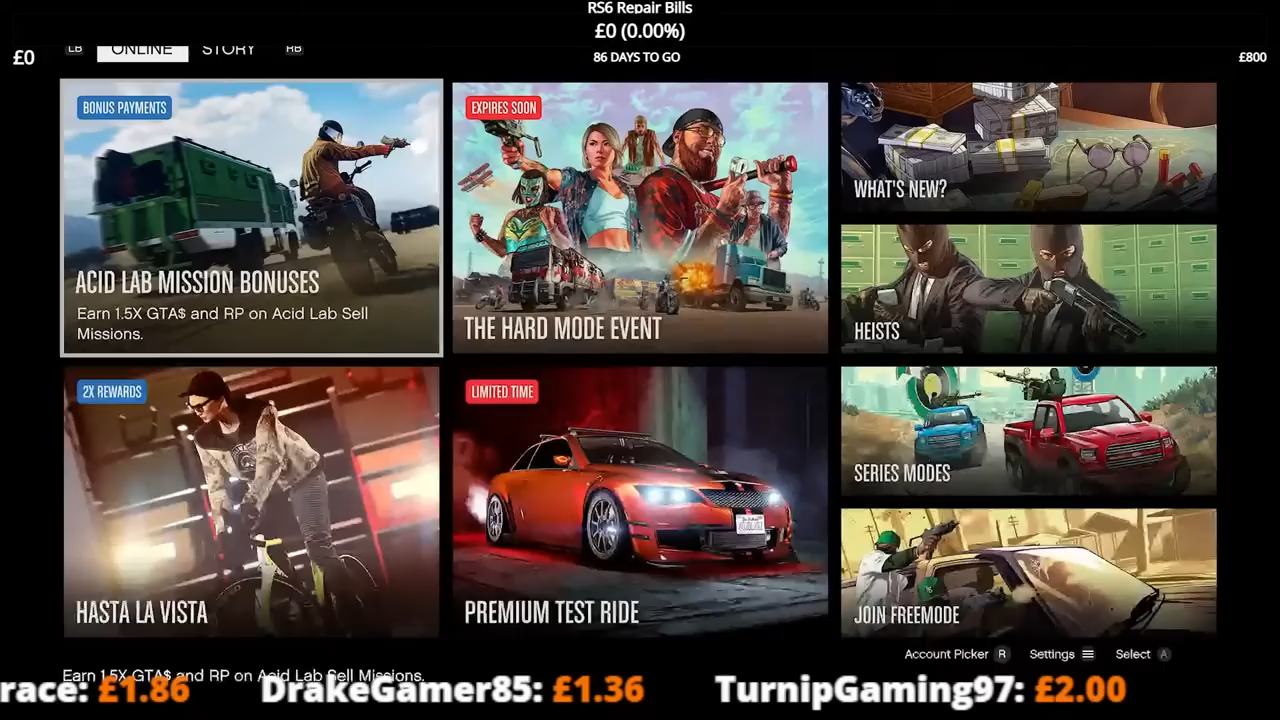 RS6 Repair Bills
£0 (0.00%)
£0
86 DAYS TO GO
£800
LB
ONLINE
STORY
RB
BONUS PAYMENTS
ACID LAB MISSION BONUSES
Earn 1.5X GTA$ and RP on Acid Lab Sell
Missions.
EXPIRES SOON
THE HARD MODE EVENT
WHAT'S NEW?
HEISTS
2X REWARDS
HASTA LA VISTA
LIMITED TIME
PREMIUM TEST RIDE
SERIES MODES
JOIN FREEMODE
Account Picker R
Settings
Select A
Earn 1.5X GTA$ and RP on Acid Lab Sell Missions.
race: £1.86
DrakeGamer85: £1.36
TurnipGaming97: £2.00